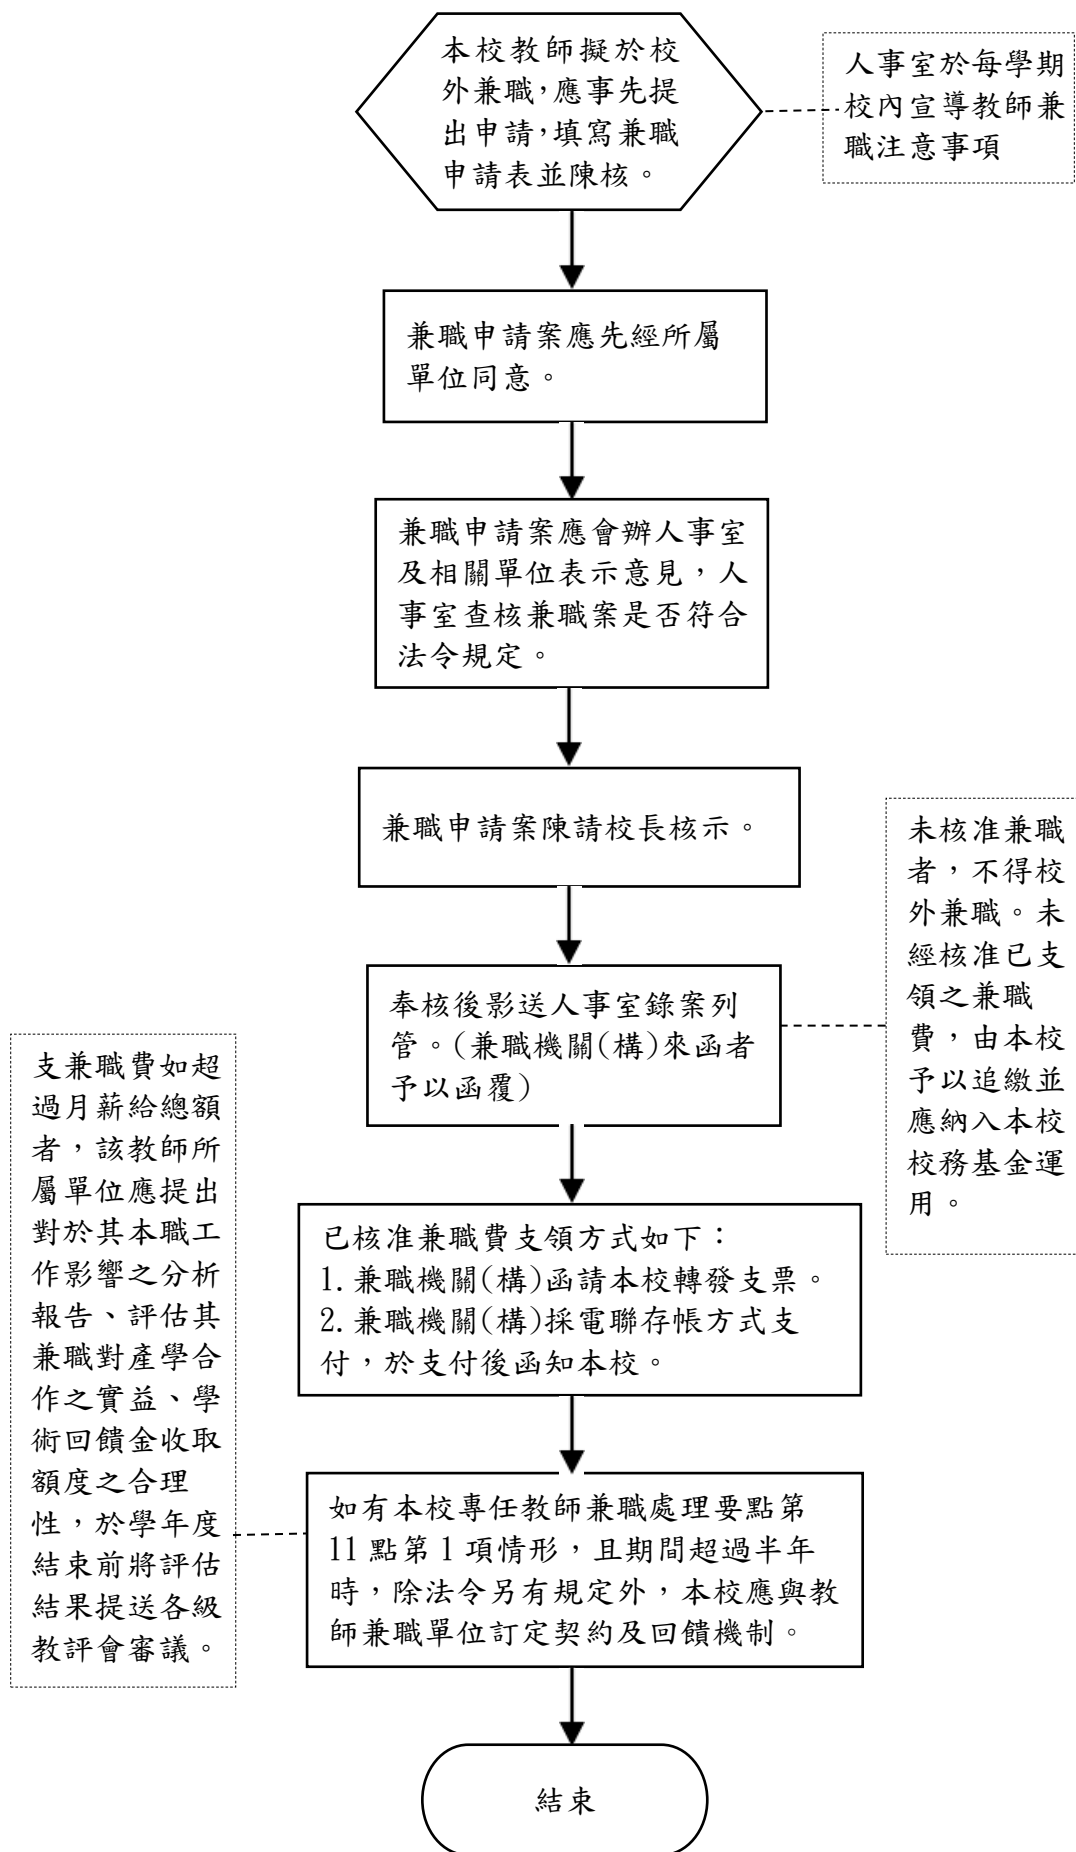 本校教師擬於校
外兼職，應事先提
出申請，填寫兼職
申請表並陳核。
人事室於每學期
校內宣導教師兼
職注意事項
兼職申請案應先經所屬
單位同意。
兼職申請案應會辦人事室
及相關單位表示意見，人
事室查核兼職案是否符合
法令規定。
兼職申請案陳請校長核示。
未核准兼職
者，不得校
外兼職。未
經核准已支
領之兼職
費，由本校
予以追繳並
應納入本校
校務基金運
用。
奉核後影送人事室錄案列
管。(兼職機關(構)來函者
予以函覆)
支兼職費如超
過月薪給總額
者，該教師所
屬單位應提出
對於其本職工
作影響之分析
報告、評估其
兼職對產學合
作之實益、學
術回饋金收取
額度之合理
性，於學年度
結束前將評估
結果提送各級
教評會審議。
已核准兼職費支領方式如下：
1.兼職機關(構)函請本校轉發支票。
2.兼職機關(構)採電聯存帳方式支
付，於支付後函知本校。
如有本校專任教師兼職處理要點第
11 點第 1 項情形，且期間超過半年
時，除法令另有規定外，本校應與教
師兼職單位訂定契約及回饋機制。
結束